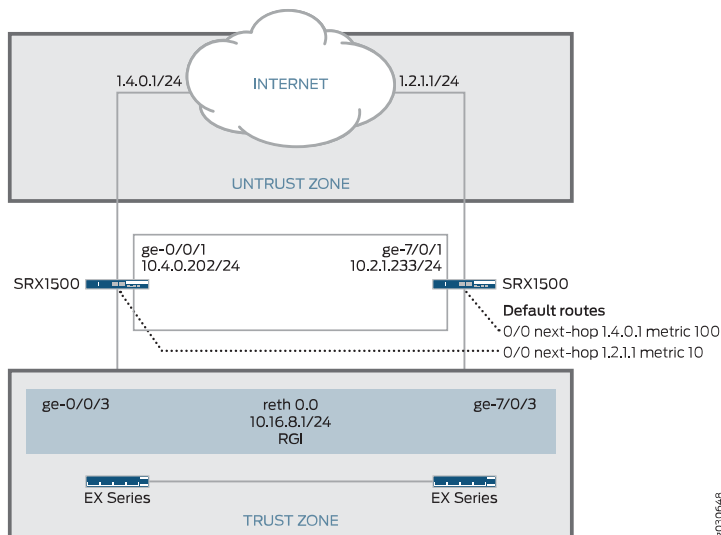 1.4.0.1/24
INTERNET
1.2.1.1/24
UNTRUST ZONE
ge-0/0/1
10.4.0.202/24
ge-7/0/1
10.2.1.233/24
SRX1500
SRX1500
Default routes
0/0 next-hop 1.4.0.1 metric 100
0/0 next-hop 1.2.1.1 metric 10
ge-0/0/3
reth 0.0
10.16.8.1/24
RGI
ge-7/0/3
EX Series
EX Series
TRUST ZONE
g030648